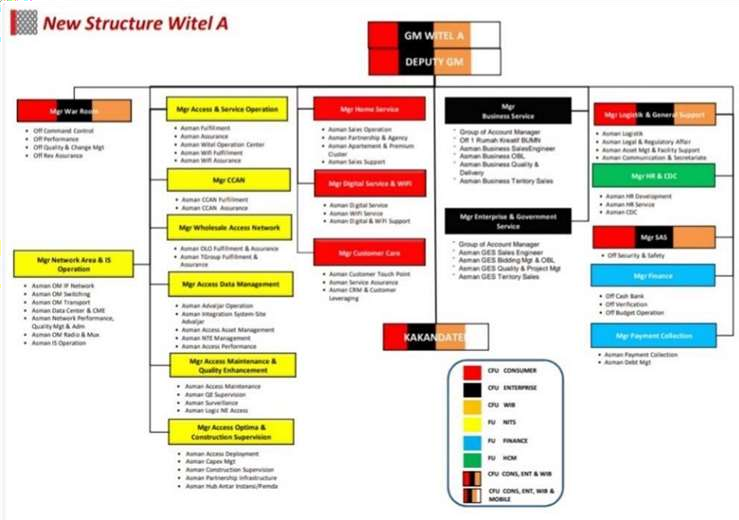 New Structure Witel A
GM WITEL A
DEPUTY GM
Mgr War Room
• Off Command Control
• Off Performance
• Off Quality & Change Mgt
• Off Rev Assurance
Mgr Network Area & IS
Operation
• Asman OM IP Network
• Asman OM Switching
• Asman OM Transport
• Asman Data Center & CME
• Asman Network Performance,
Quality Mgt & Adm
• Asman OM Radio & Mux
• Asman IS Operation
Mgr Access & Service Operation
• Asman Fulfillment
• Asman Assurance
• Asman Witel Operation Center
• Asman Wifi Fulfillment
• Asman Wifi Assurance
Mgr CCAN
• Asman CCAN Fulfillment
• Asman CCAN Assurance
Mgr Wholesale Access Network
• Asman OLO Fulfillment & Assurance
• Asman TGroup Fulfillment &
Assurance
Mgr Access Data Management
• Asman Advaljar Operation
• Asman Integration System Site
Advaljar
• Asman Access Asset Management
• Asman NTE Management
• Asman Access Performance
Mgr Access Maintenance &
Quality Enhancement
• Asman Access Maintenance
• Asman QE Supervision
• Asman Surveillance
• Asman Logic NE Access
Mgr Access Optima &
Construction Supervision
• Asman Access Deployment
• Asman Capex Mgt
• Asman Construction Supervision
• Asman Partnership Infrastructure
• Asman Hub Antar Instansi/Pemda
Mgr Home Service
• Asman Sales Operation
• Asman Partnership & Agency
• Asman Apartement & Premium
Cluster
• Asman Sales Support
Mgr Digital Service & WIFI
• Asman Digital Service
• Asman WIFI Service
• Asman Digital & WIFI Support
Mgr Customer Care
• Asman Customer Touch Point
• Asman Service Assurance
• Asman CRM & Customer
Leveraging
Mgr
Business Service
Group of Account Manager
Off 1 Rumah Kreatif BUMN
Asman Business SalesEngineer
Asman Business OBL
Asman Business Quality &
Delivery
Asman Business Teritory Sales
Mgr Enterprise & Government
Service
Group of Account Manager
Asman GES Sales Engineer
Asman GES Bidding Mgt & OBL
Asman GES Quality & Project Mgt
Asman GES Teritory Sales
KAKANDATEL
Mgr Logistik & General Support
• Asman Logistik
• Asman Legal & Regulatory Affair
• Asman Asset Mgt & Facility Support
• Asman Communication & Secretariate
Mgr HR & CDC
• Asman HR Development
• Asman HR Service
• Asman CDC
Mgr SAS
• Off Security & Safety
Mgr Finance
• Off Cash Bank
• Off Verification
• Off Budget Operation
Mgr Payment Collection
• Asman Payment Collection
• Asman Debt Mgt
CFU CONSUMER
CFU ENTERPRISE
CFU WIB
FU NITS
FU FINANCE
FU HCM
CFU CONS, ENT & WIB
CFU CONS, ENT, WIB &
MOBILE